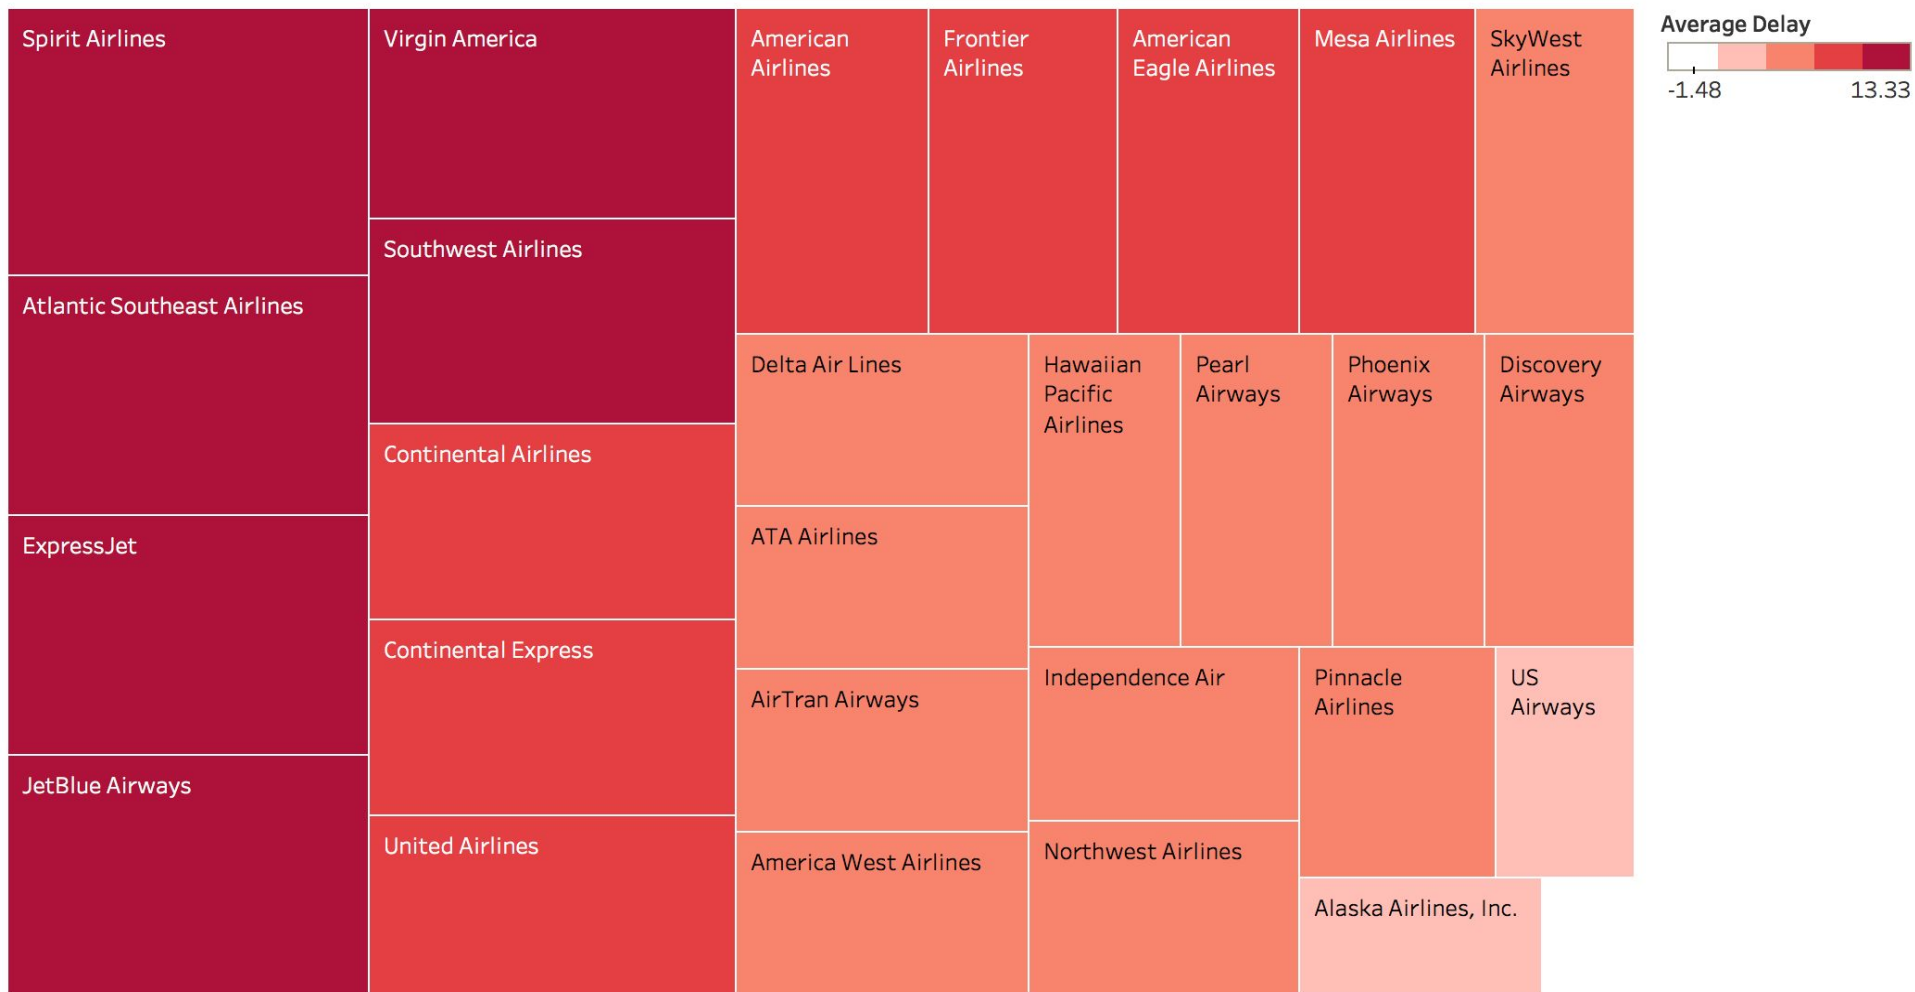 Spirit Airlines
Atlantic Southeast Airlines
ExpressJet
JetBlue Airways
Virgin America
Southwest Airlines
Continental Airlines
Continental Express
United Airlines
American
Airlines
Frontier
Airlines
American
Eagle Airlines
Mesa Airlines
SkyWest
Airlines
Delta Air Lines
ATA Airlines
AirTran Airways
America West Airlines
Hawaiian
Pacific
Airlines
Pearl
Airways
Phoenix
Airways
Discovery
Airways
Independence Air
Northwest Airlines
Pinnacle
Airlines
US
Airways
Alaska Airlines, Inc.
Average Delay
-1.48
13.33